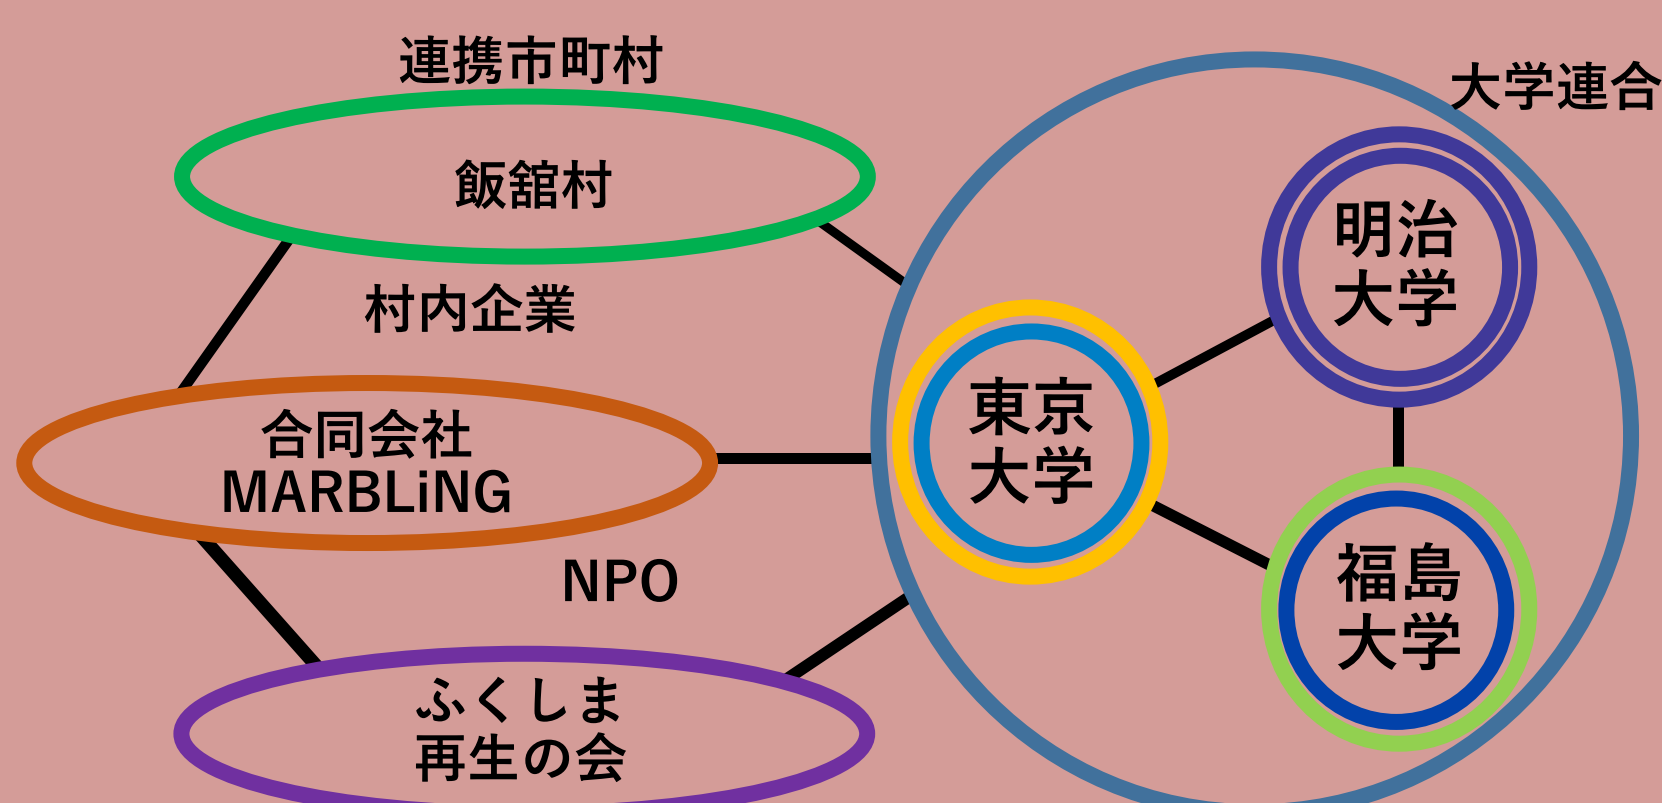 連携市町村
飯舘村
村内企業
合同会社
MARBLiNG
NPO
ふくしま
再生の会
大学連合
明治
大学
東京
大学
福島
大学